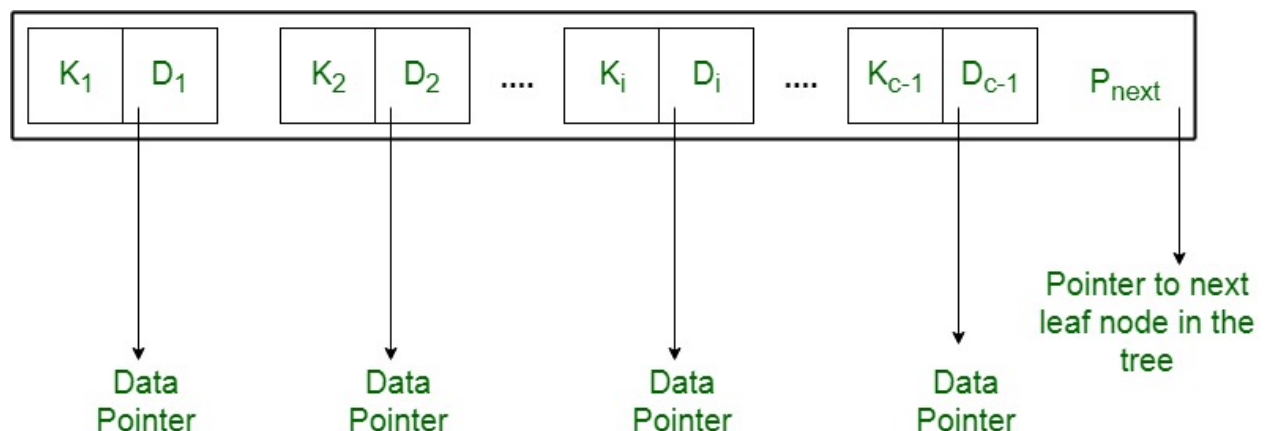 K1 D1 K2 D2 .... Ki Di .... Kc-1 Dc-1 Pnext
Pointer to next
leaf node in the
tree
Data
Pointer
Data
Pointer
Data
Pointer
Data
Pointer